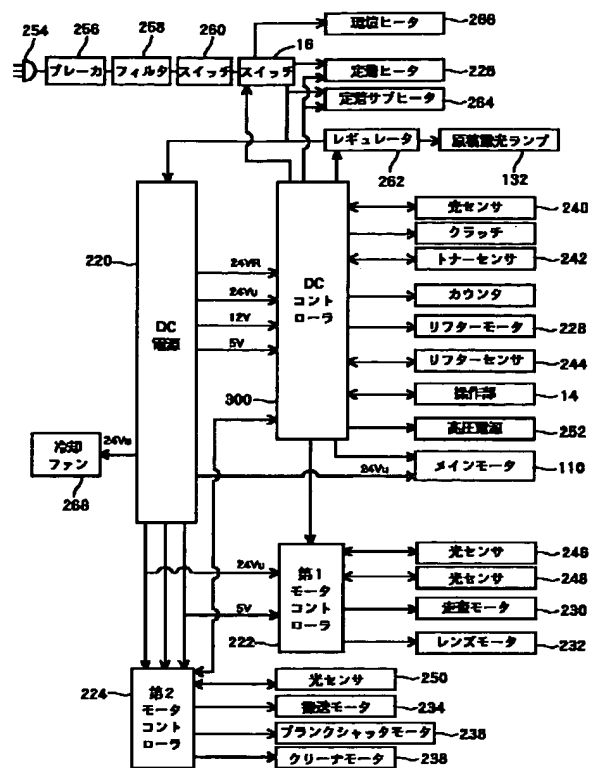 254
256
258
260
16
環境ヒータ
266
ブレーカ
フィルタ
スイッチ
スイッチ
定着ヒータ
226
定着サブヒータ
264
レギュレータ
262
原稿露光ランプ
132
220
DC
電源
24VR
24Vu
12V
5V
DC
コント
ローラ
300
光センサ
240
クラッチ
トナーセンサ
242
カウンタ
リフターモータ
228
リフターセンサ
244
操作部
14
高圧電源
252
24Vu
メインモータ
110
冷却
ファン
268
24Vu
5V
第1
モータ
コント
ローラ
222
光センサ
246
光センサ
248
走査モータ
230
レンズモータ
232
224
第2
モータ
コント
ローラ
光センサ
250
搬送モータ
234
ブランクシャッタモータ
クリーナモータ
238